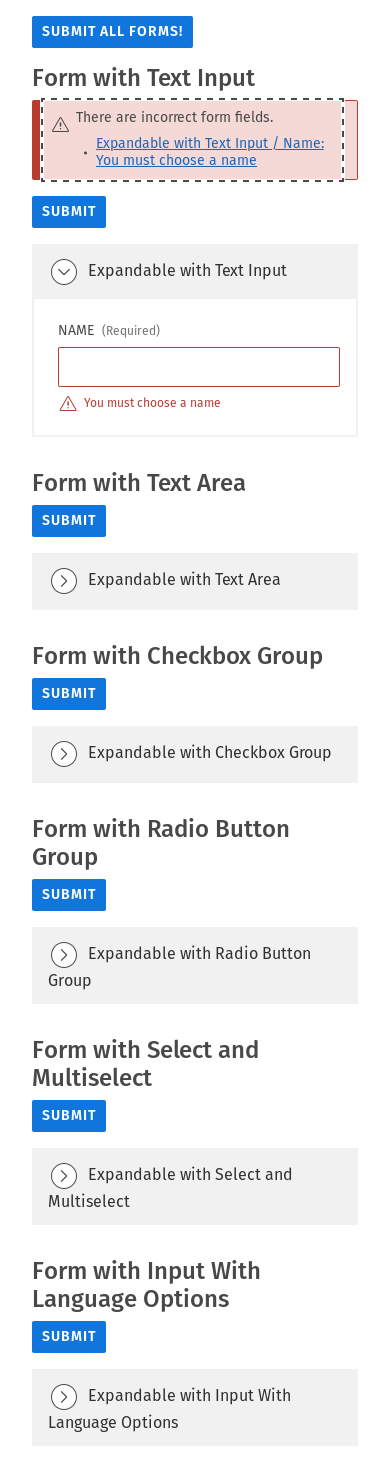 SUBMIT ALL FORMS!
Form with Text Input
There are incorrect form fields.
• Expandable with Text Input / Name:
You must choose a name
SUBMIT
Expandable with Text Input
NAME (Required)
You must choose a name
Form with Text Area
SUBMIT
Expandable with Text Area
Form with Checkbox Group
SUBMIT
Expandable with Checkbox Group
Form with Radio Button
Group
SUBMIT
Expandable with Radio Button
Group
Form with Select and
Multiselect
SUBMIT
Expandable with Select and
Multiselect
Form with Input With
Language Options
SUBMIT
Expandable with Input With
Language Options